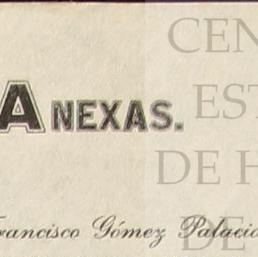 CEN
ANEXAS.
EST
DE H
Francisco Gómez Palacio
DE